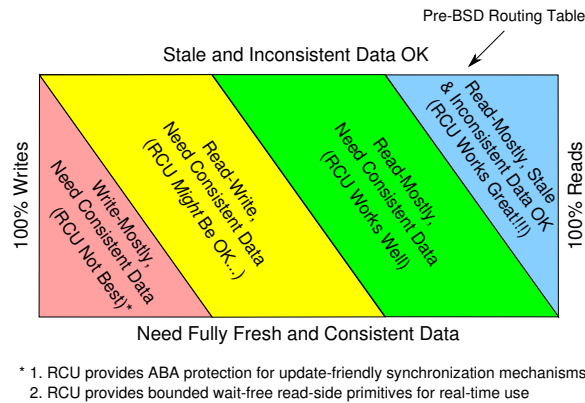 Pre-BSD Routing Table
Stale and Inconsistent Data OK
100% Writes
Write-Mostly,
Need Consistent Data
(RCU Not Best)*
Read-Write,
Need Consistent Data
(RCU Might Be OK...)
Read-Mostly,
Need Consistent Data
(RCU Works Well)
Read-Mostly, Stale
& Inconsistent Data OK
(RCU Works Great!!!)
100% Reads
Need Fully Fresh and Consistent Data
* 1. RCU provides ABA protection for update-friendly synchronization mechanisms
2. RCU provides bounded wait-free read-side primitives for real-time use